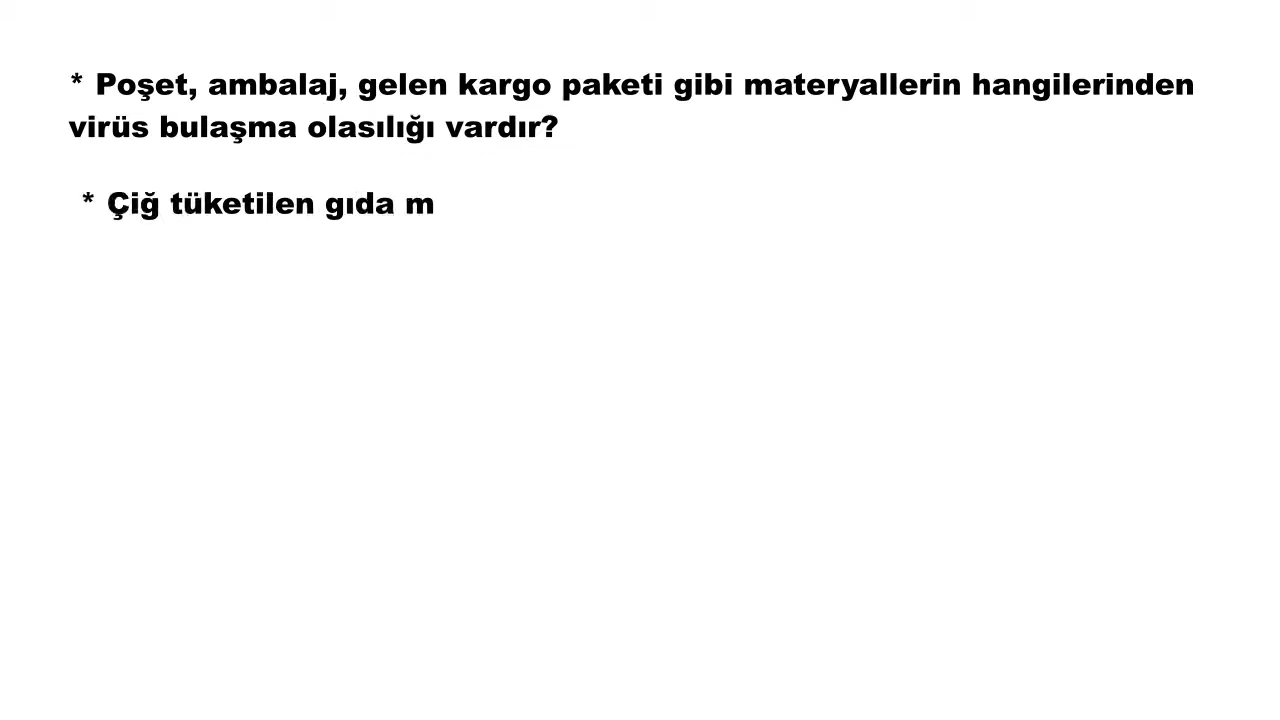 * Poşet, ambalaj, gelen kargo paketi gibi materyallerin hangilerinden
virüs bulaşma olasılığı vardır?
* Çiğ tüketilen gıda m